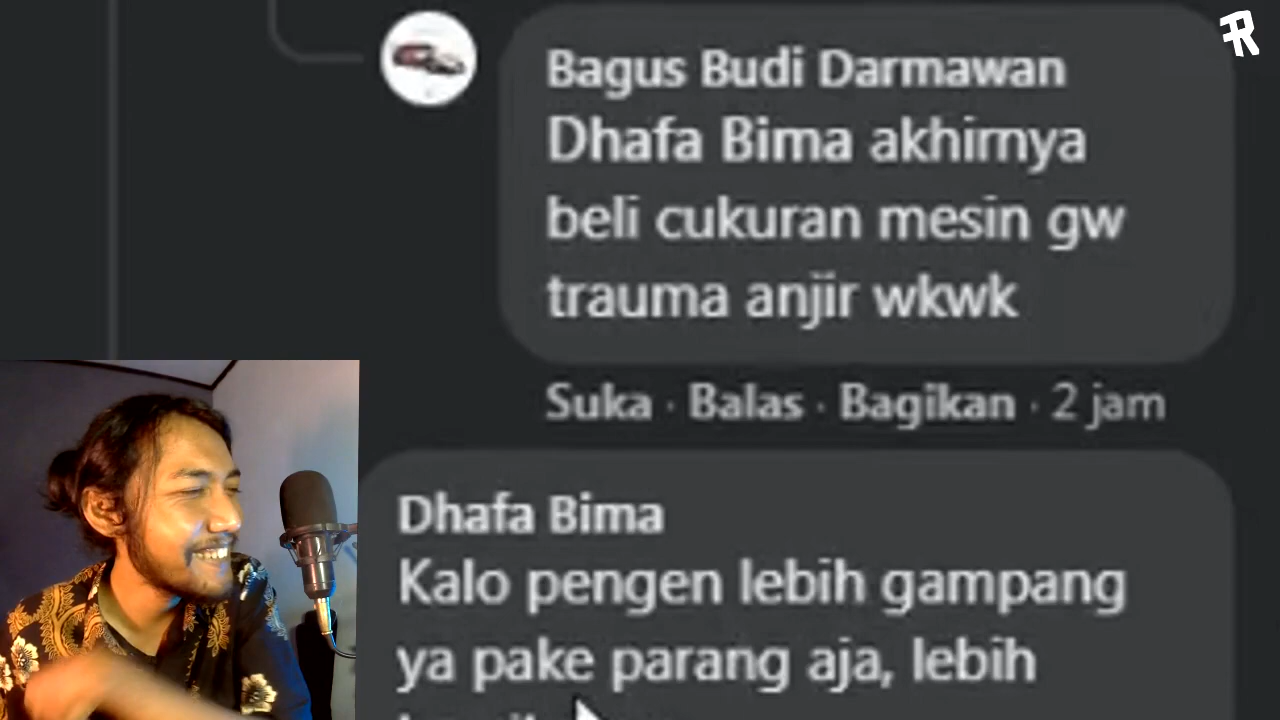 Bagus Budi Darmawan
Dhafa Bima akhirnya
beli cukuran mesin gw
trauma anjir wkwk
Suka · Balas · Bagikan · 2 jam
Dhafa Bima
Kalo pengen lebih gampang
ya pake parang aja, lebih